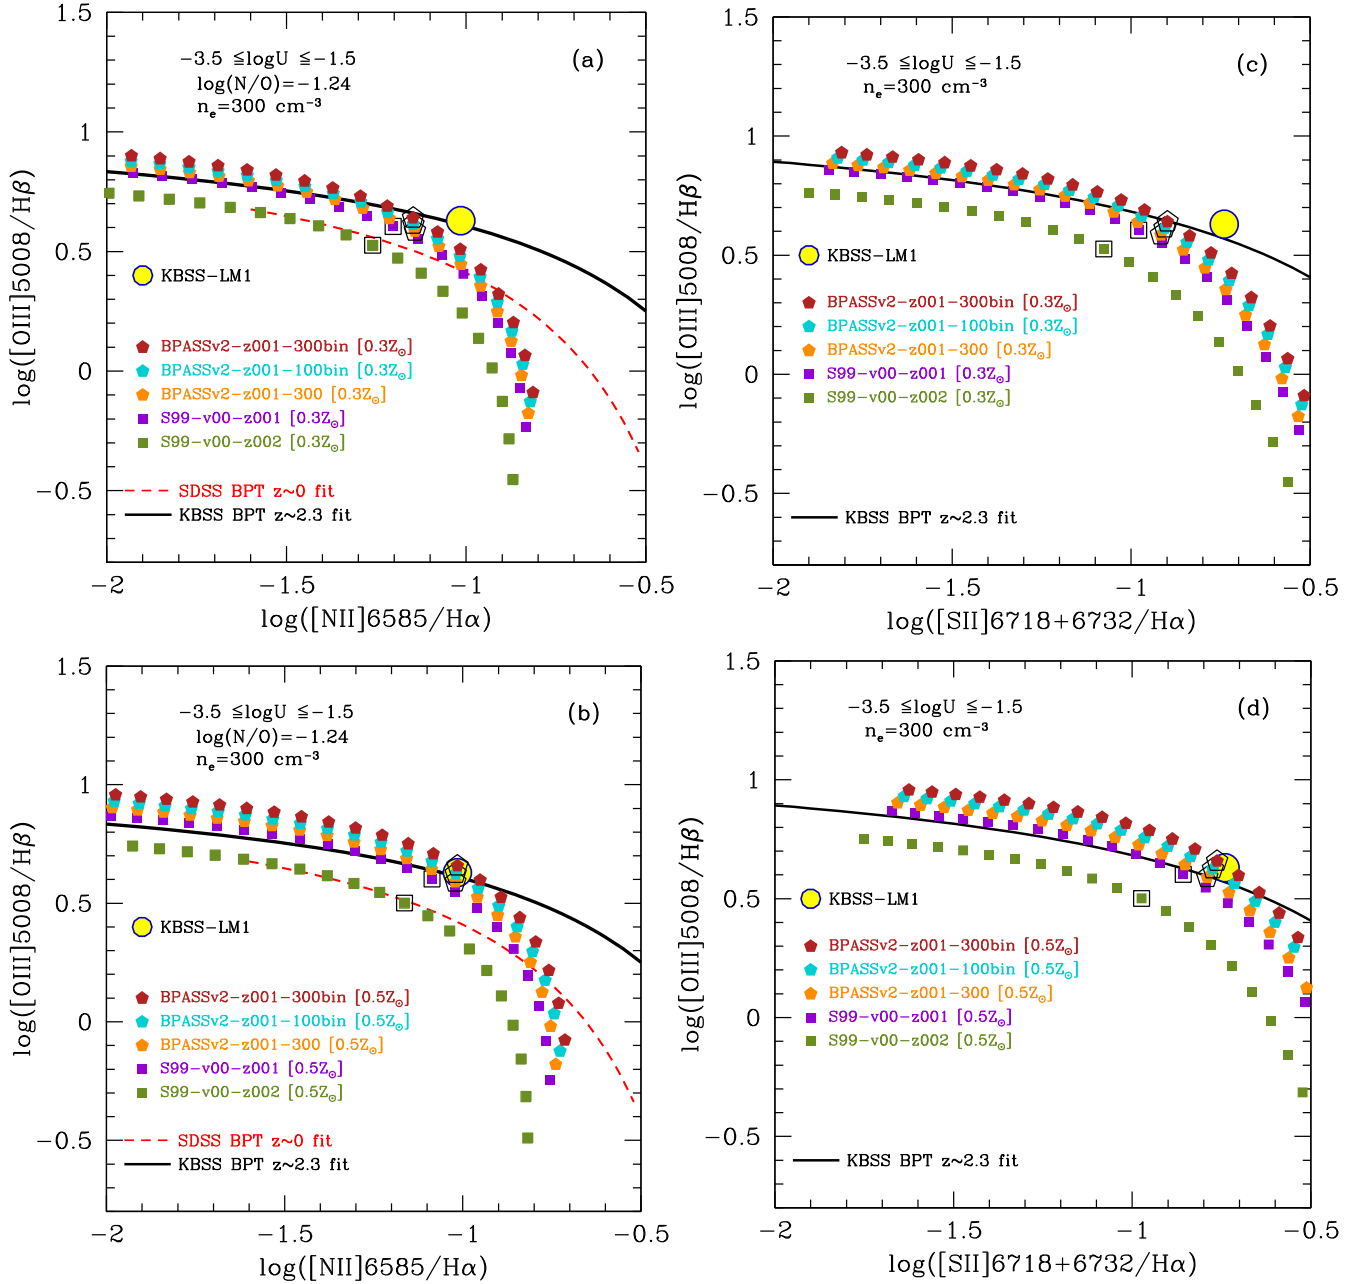 1.5
1
0.5
0
−0.5
−2
−1.5
−1
−0.5
log([OIII]5008/Hβ)
log([NII]6585/Hα)
(a)
−3.5 ≦logU ≦−1.5
log(N/O)=−1.24
nₑ=300 cm⁻³
KBSS−LM1
BPASSv2−z001−300bin [0.3Z⊙]
BPASSv2−z001−100bin [0.3Z⊙]
BPASSv2−z001−300 [0.3Z⊙]
S99−v00−z001 [0.3Z⊙]
S99−v00−z002 [0.3Z⊙]
SDSS BPT z~0 fit
KBSS BPT z~2.3 fit
1.5
1
0.5
0
−0.5
−2
−1.5
−1
−0.5
log([OIII]5008/Hβ)
log([SII]6718+6732/Hα)
(c)
−3.5 ≦logU ≦−1.5
nₑ=300 cm⁻³
KBSS−LM1
BPASSv2−z001−300bin [0.3Z⊙]
BPASSv2−z001−100bin [0.3Z⊙]
BPASSv2−z001−300 [0.3Z⊙]
S99−v00−z001 [0.3Z⊙]
S99−v00−z002 [0.3Z⊙]
KBSS BPT z~2.3 fit
1.5
1
0.5
0
−0.5
−2
−1.5
−1
−0.5
log([OIII]5008/Hβ)
log([NII]6585/Hα)
(b)
−3.5 ≦logU ≦−1.5
log(N/O)=−1.24
nₑ=300 cm⁻³
KBSS−LM1
BPASSv2−z001−300bin [0.5Z⊙]
BPASSv2−z001−100bin [0.5Z⊙]
BPASSv2−z001−300 [0.5Z⊙]
S99−v00−z001 [0.5Z⊙]
S99−v00−z002 [0.5Z⊙]
SDSS BPT z~0 fit
KBSS BPT z~2.3 fit
1.5
1
0.5
0
−0.5
−2
−1.5
−1
−0.5
log([OIII]5008/Hβ)
log([SII]6718+6732/Hα)
(d)
−3.5 ≦logU ≦−1.5
nₑ=300 cm⁻³
KBSS−LM1
BPASSv2−z001−300bin [0.5Z⊙]
BPASSv2−z001−100bin [0.5Z⊙]
BPASSv2−z001−300 [0.5Z⊙]
S99−v00−z001 [0.5Z⊙]
S99−v00−z002 [0.5Z⊙]
KBSS BPT z~2.3 fit